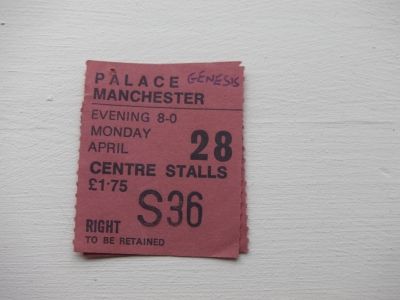 PALACE GENESIS
MANCHESTER
EVENING 8-0
MONDAY
APRIL 28
CENTRE STALLS
£1·75 S36
RIGHT
TO BE RETAINED